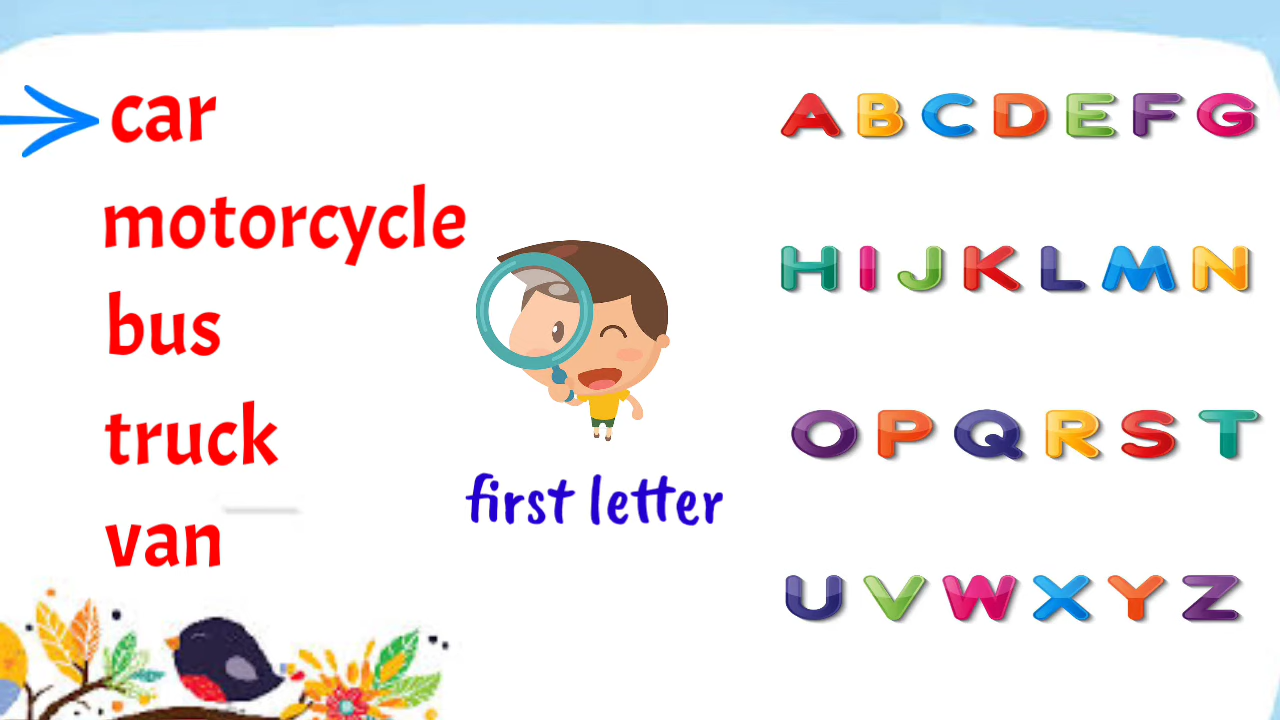 car
motorcycle
bus
truck
van
first letter
A B C D E F G
H I J K L M N
O P Q R S T
U V W X Y Z